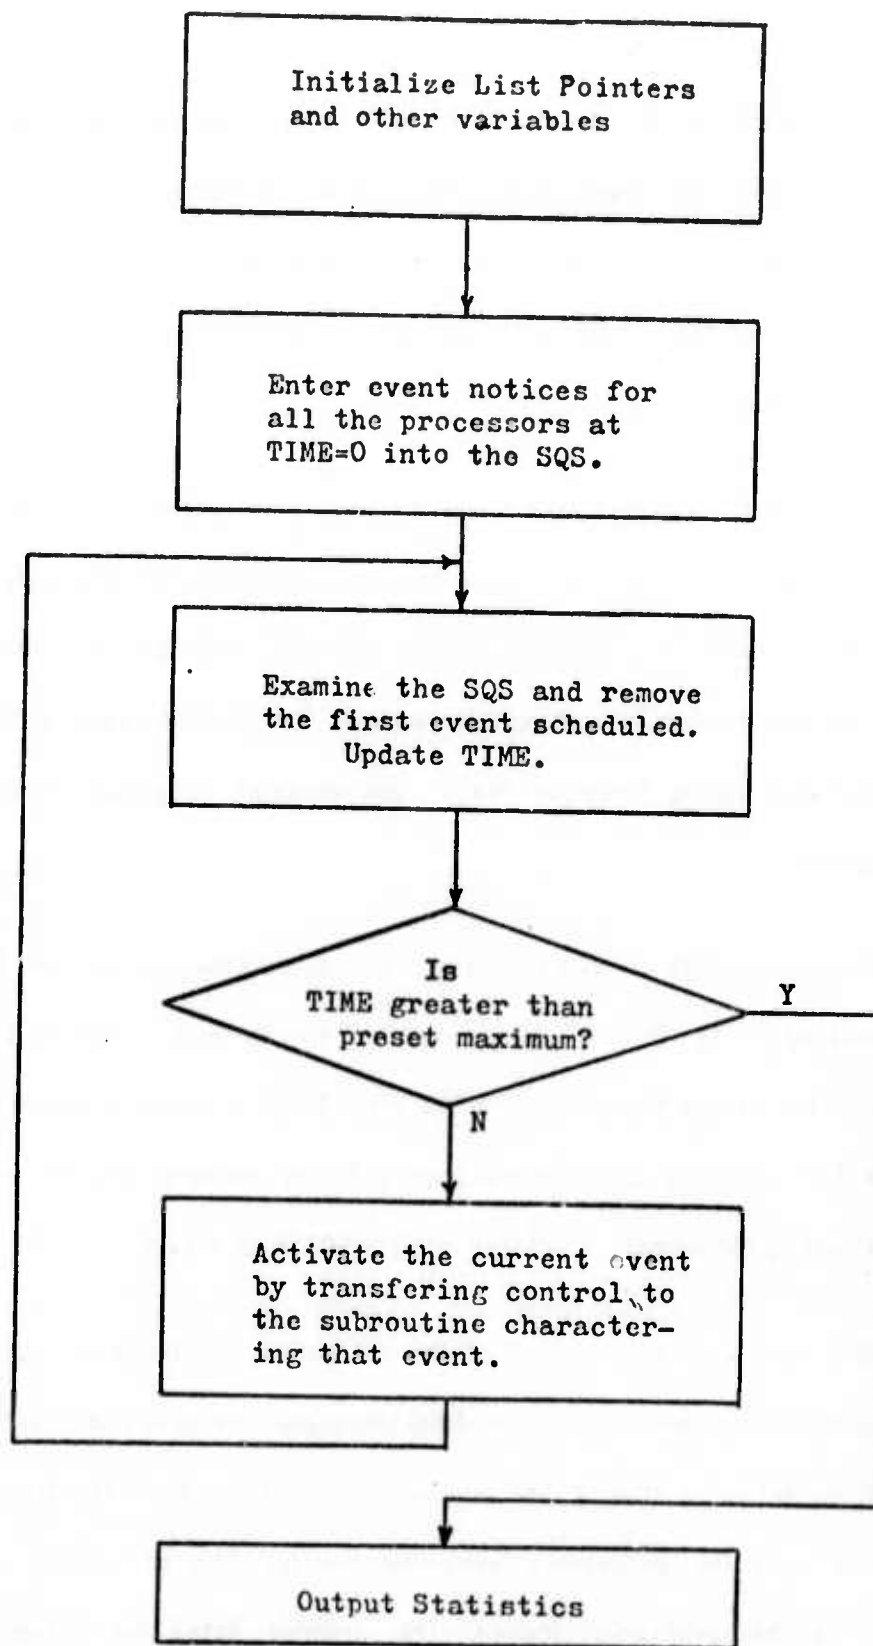 Initialize List Pointers
and other variables
Enter event notices for
all the processors at
TIME=0 into the SQS.
Examine the SQS and remove
the first event scheduled.
Update TIME.
Is
TIME greater than
preset maximum?
Y
N
Activate the current event
by transfering control to
the subroutine character-
ing that event.
Output Statistics